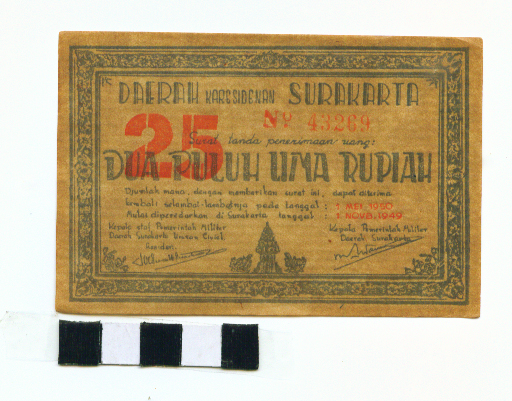 DAERAH KARESIDENAN SURAKARTA
25
No 43269
Surat tanda penerimaan uang:
DUA PULUH LIMA RUPIAH
Djumlah mana, dengan memberikan surat ini, dapat diterima
kembali selambat-lambatnja pada tanggal : 1 MEI. 1950
Mulai diperedarkan di Surakarta tanggal : 1 NOVB. 1949
Kepala staf Pemerintah Militer
Daerah Surakarta Urusan Civiel
Kepala Pemerintah Militer
Daerah Surakarta